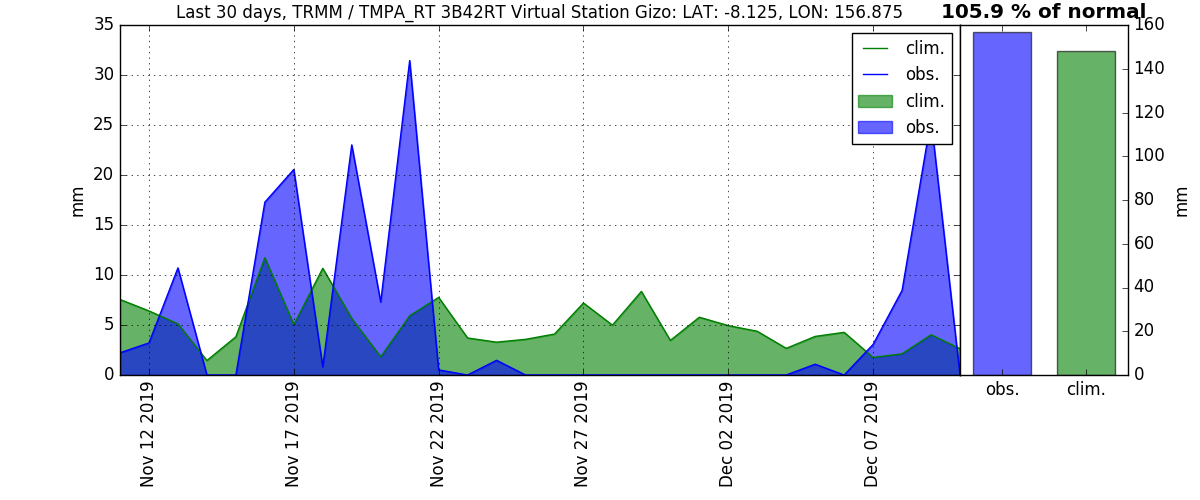 Last 30 days, TRMM / TMPA_RT 3B42RT Virtual Station Gizo: LAT: -8.125, LON: 156.875
105.9 % of normal
35
30
25
20
15
10
5
0
mm
clim.
obs.
clim.
obs.
160
140
120
100
80
60
40
20
0
mm
Nov 12 2019
Nov 17 2019
Nov 22 2019
Nov 27 2019
Dec 02 2019
Dec 07 2019
obs.
clim.